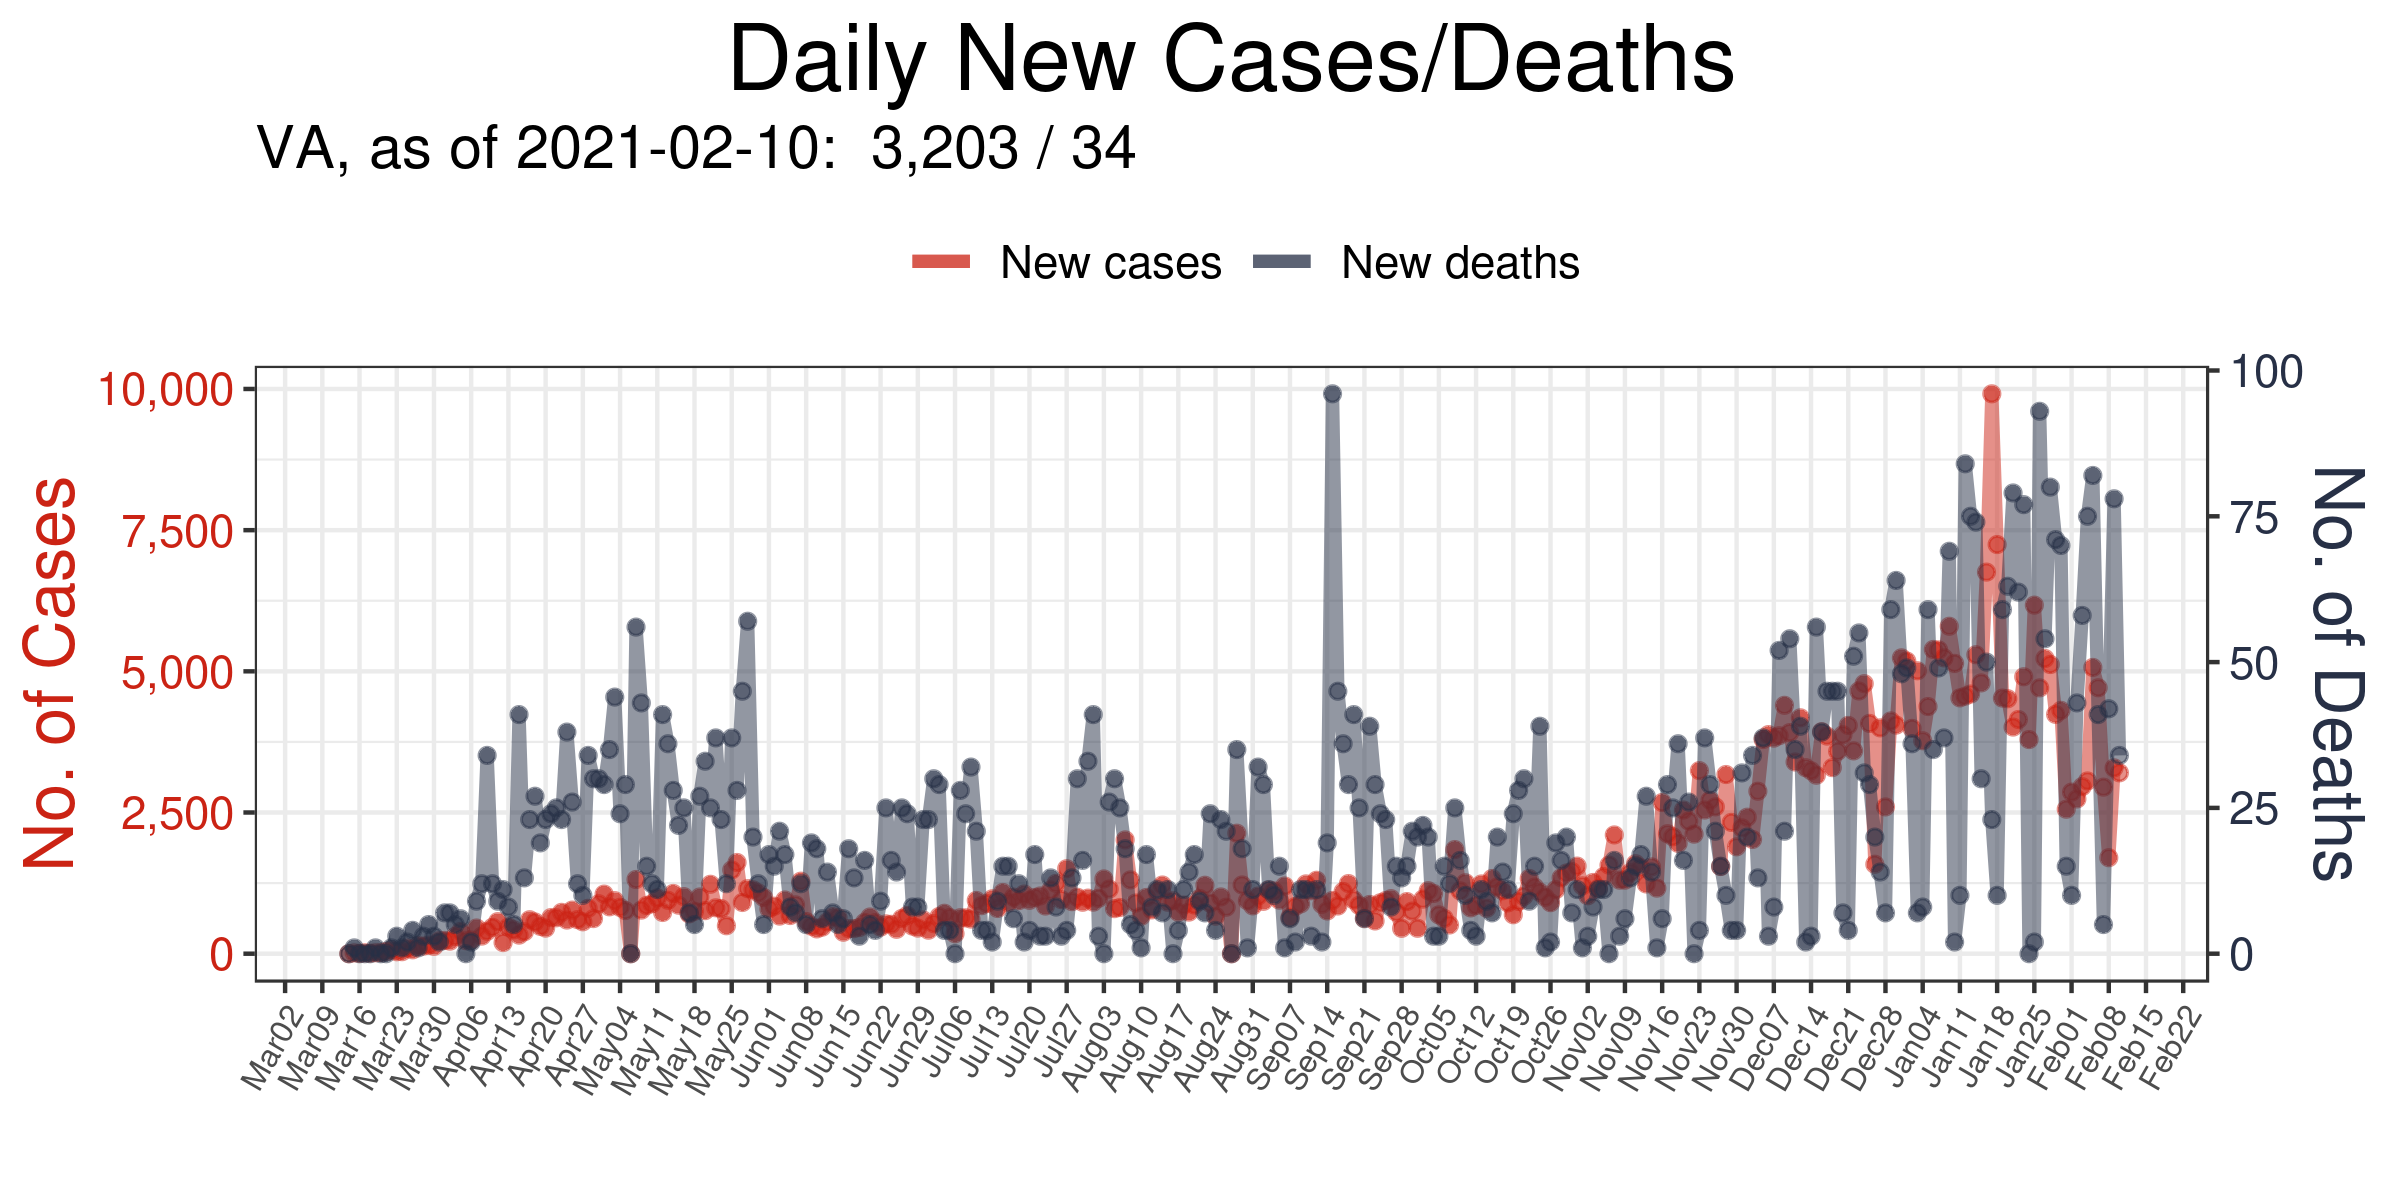 Daily New Cases/Deaths
VA, as of 2021-02-10:  3,203 / 34
New cases
New deaths
No. of Cases
10,000
7,500
5,000
2,500
0
100
75
50
25
0
No. of Deaths
Mar02
Mar09
Mar16
Mar23
Mar30
Apr06
Apr13
Apr20
Apr27
May04
May11
May18
May25
Jun01
Jun08
Jun15
Jun22
Jun29
Jul06
Jul13
Jul20
Jul27
Aug03
Aug10
Aug17
Aug24
Aug31
Sep07
Sep14
Sep21
Sep28
Oct05
Oct12
Oct19
Oct26
Nov02
Nov09
Nov16
Nov23
Nov30
Dec07
Dec14
Dec21
Dec28
Jan04
Jan11
Jan18
Jan25
Feb01
Feb08
Feb15
Feb22